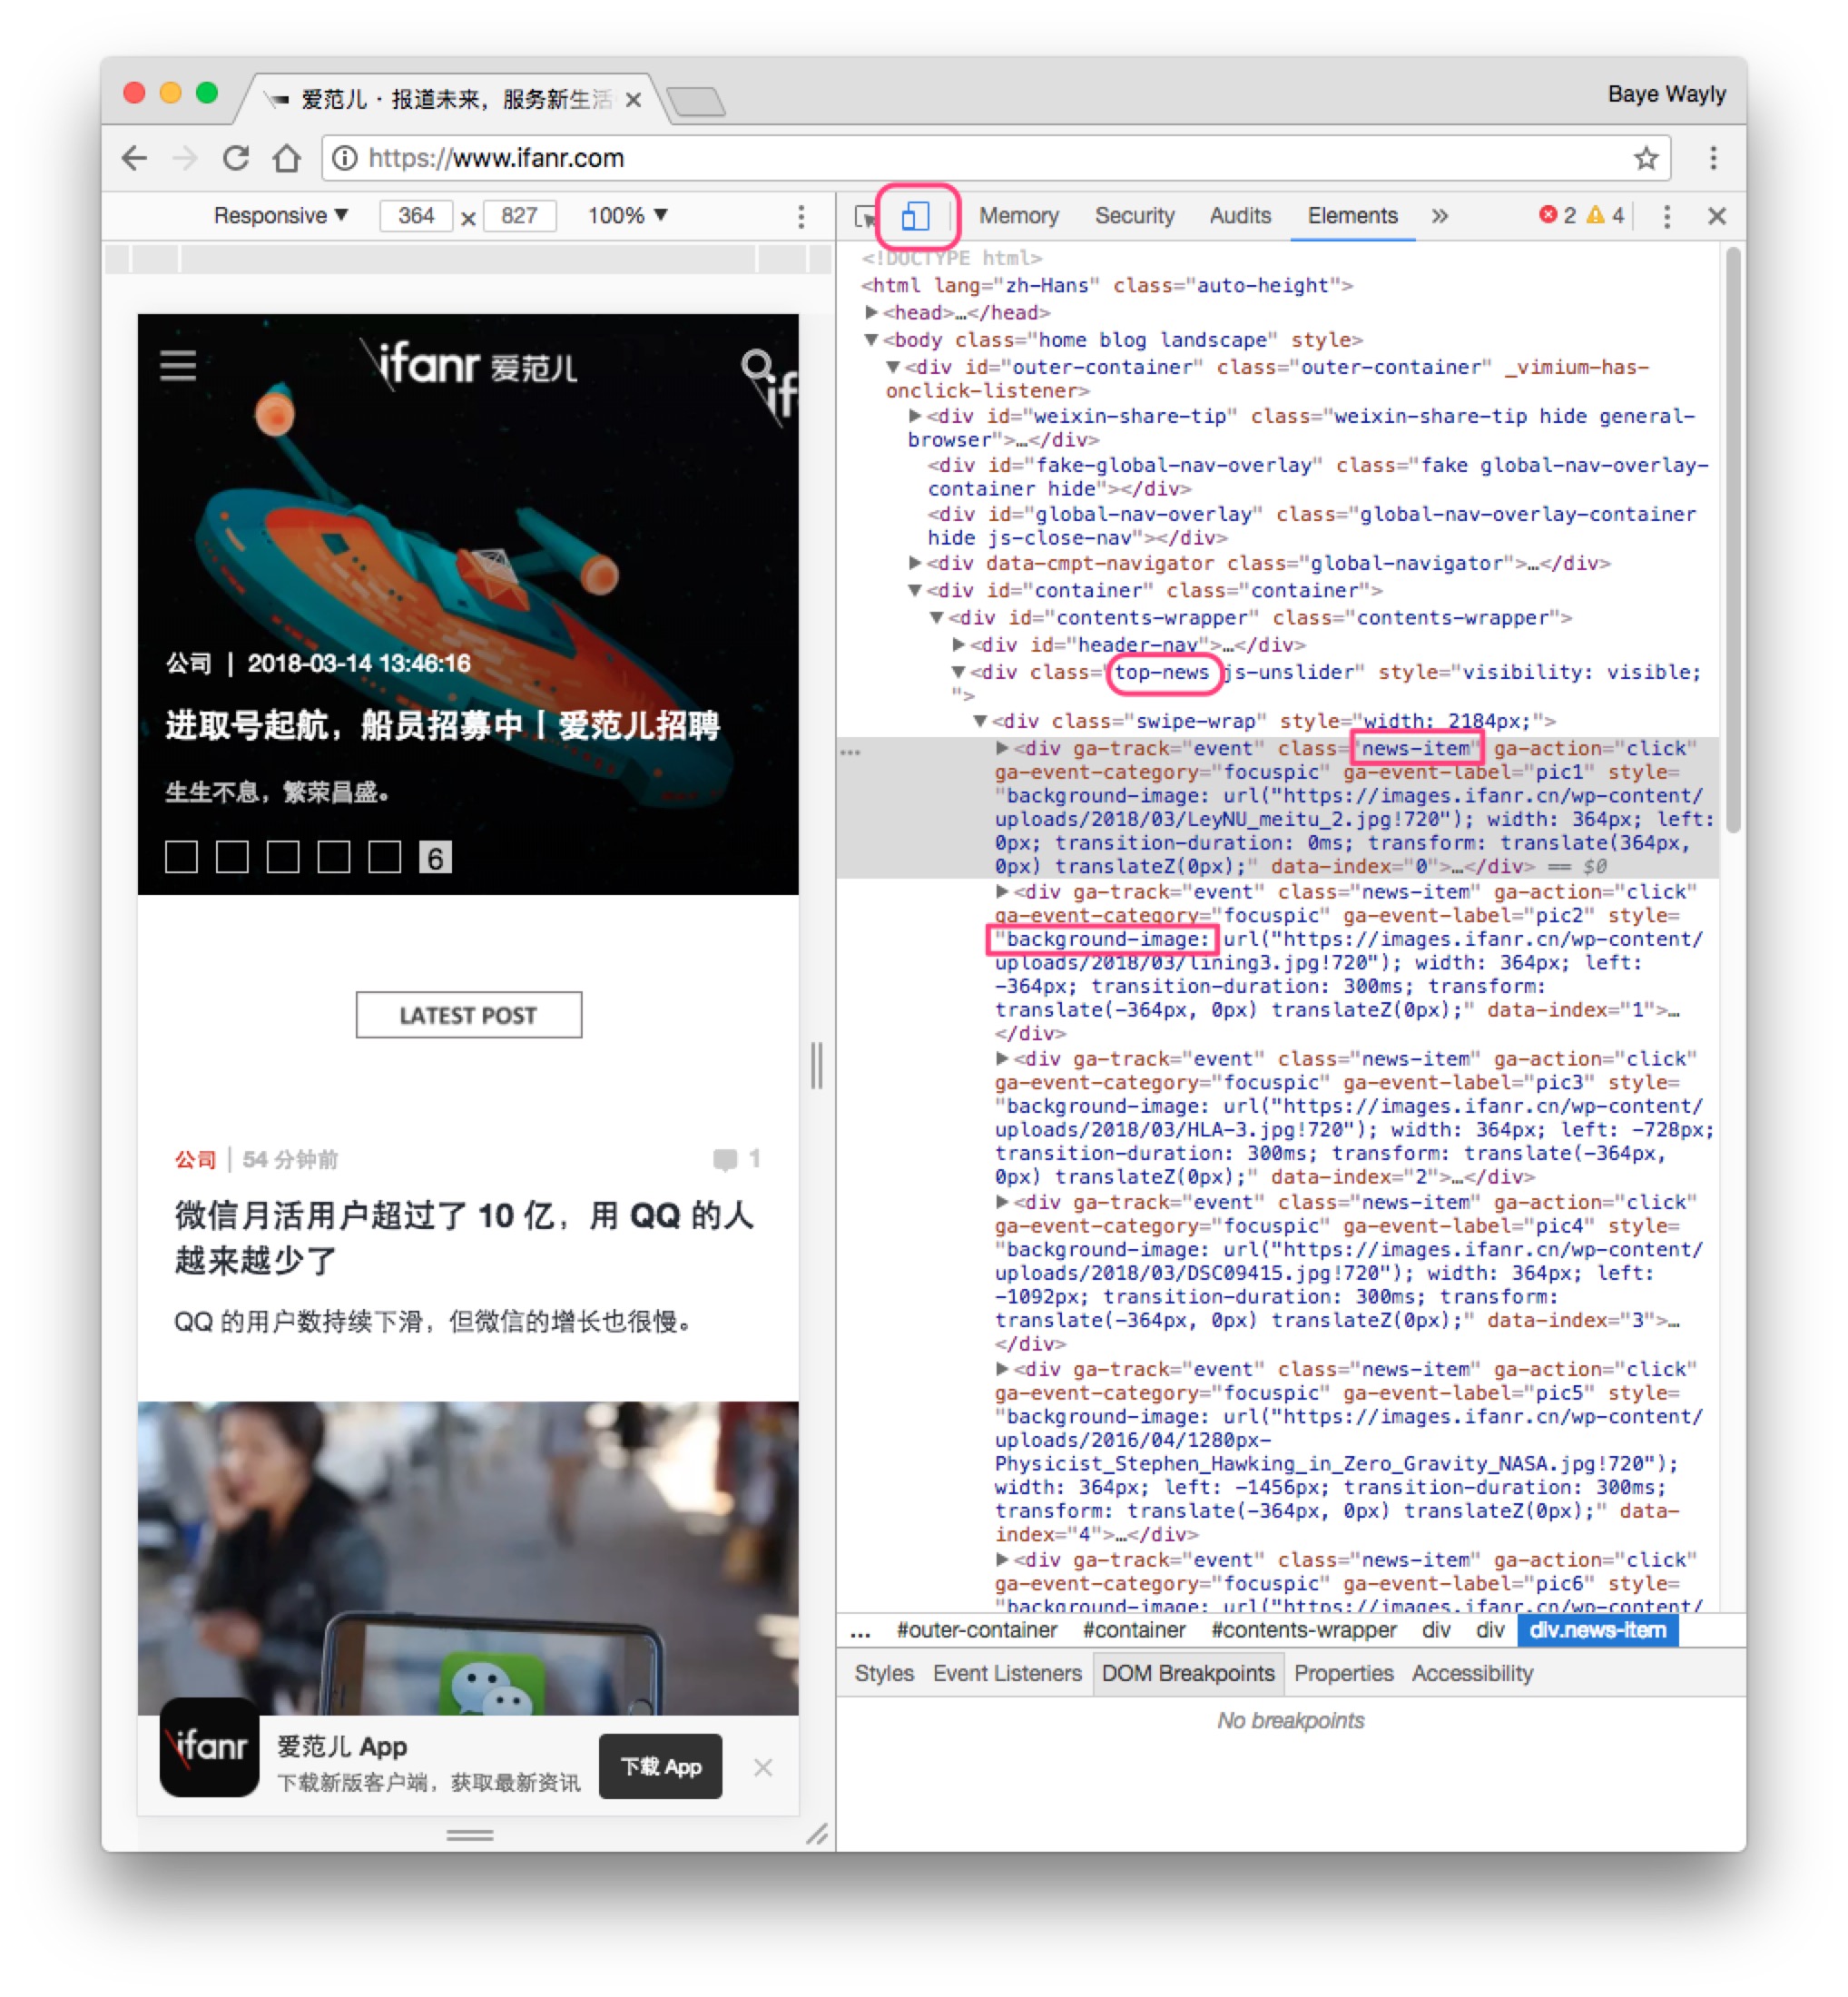 爱范儿 · 报道未来，服务新生活
Baye Wayly
https://www.ifanr.com
Responsive ▼ 364 × 827 100% ▼
Memory Security Audits Elements » 2 4
ifanr 爱范儿
if
公司 | 2018-03-14 13:46:16
进取号起航，船员招募中丨爱范儿招聘
生生不息，繁荣昌盛。
6
LATEST POST
公司 | 54 分钟前 1
微信月活用户超过了 10 亿，用 QQ 的人
越来越少了
QQ 的用户数持续下滑，但微信的增长也很慢。
ifanr
爱范儿 App
下载新版客户端，获取最新资讯
下载 App
<!DOCTYPE html>
<html lang="zh-Hans" class="auto-height">
▶<head>…</head>
▼<body class="home blog landscape" style>
▼<div id="outer-container" class="outer-container" _vimium-has-
onclick-listener>
▶<div id="weixin-share-tip" class="weixin-share-tip hide general-
browser">…</div>
<div id="fake-global-nav-overlay" class="fake global-nav-overlay-
container hide"></div>
<div id="global-nav-overlay" class="global-nav-overlay-container
hide js-close-nav"></div>
▶<div data-cmpt-navigator class="global-navigator">…</div>
▼<div id="container" class="container">
▼<div id="contents-wrapper" class="contents-wrapper">
▶<div id="header-nav">…</div>
▼<div class="top-news js-unslider" style="visibility: visible;
">
▼<div class="swipe-wrap" style="width: 2184px;">
… ▶<div ga-track="event" class="news-item" ga-action="click"
ga-event-category="focuspic" ga-event-label="pic1" style=
"background-image: url("https://images.ifanr.cn/wp-content/
uploads/2018/03/LeyNU_meitu_2.jpg!720"); width: 364px; left:
0px; transition-duration: 0ms; transform: translate(364px,
0px) translateZ(0px);" data-index="0">…</div> == $0
▶<div ga-track="event" class="news-item" ga-action="click"
ga-event-category="focuspic" ga-event-label="pic2" style=
"background-image: url("https://images.ifanr.cn/wp-content/
uploads/2018/03/lining3.jpg!720"); width: 364px; left:
-364px; transition-duration: 300ms; transform:
translate(-364px, 0px) translateZ(0px);" data-index="1">…
</div>
▶<div ga-track="event" class="news-item" ga-action="click"
ga-event-category="focuspic" ga-event-label="pic3" style=
"background-image: url("https://images.ifanr.cn/wp-content/
uploads/2018/03/HLA-3.jpg!720"); width: 364px; left: -728px;
transition-duration: 300ms; transform: translate(-364px,
0px) translateZ(0px);" data-index="2">…</div>
▶<div ga-track="event" class="news-item" ga-action="click"
ga-event-category="focuspic" ga-event-label="pic4" style=
"background-image: url("https://images.ifanr.cn/wp-content/
uploads/2018/03/DSC09415.jpg!720"); width: 364px; left:
-1092px; transition-duration: 300ms; transform:
translate(-364px, 0px) translateZ(0px);" data-index="3">…
</div>
▶<div ga-track="event" class="news-item" ga-action="click"
ga-event-category="focuspic" ga-event-label="pic5" style=
"background-image: url("https://images.ifanr.cn/wp-content/
uploads/2016/04/1280px-
Physicist_Stephen_Hawking_in_Zero_Gravity_NASA.jpg!720");
width: 364px; left: -1456px; transition-duration: 300ms;
transform: translate(-364px, 0px) translateZ(0px);" data-
index="4">…</div>
▶<div ga-track="event" class="news-item" ga-action="click"
ga-event-category="focuspic" ga-event-label="pic6" style=
"background-image: url("https://images.ifanr.cn/wp-content/
… #outer-container #container #contents-wrapper div div div.news-item
Styles Event Listeners DOM Breakpoints Properties Accessibility
No breakpoints